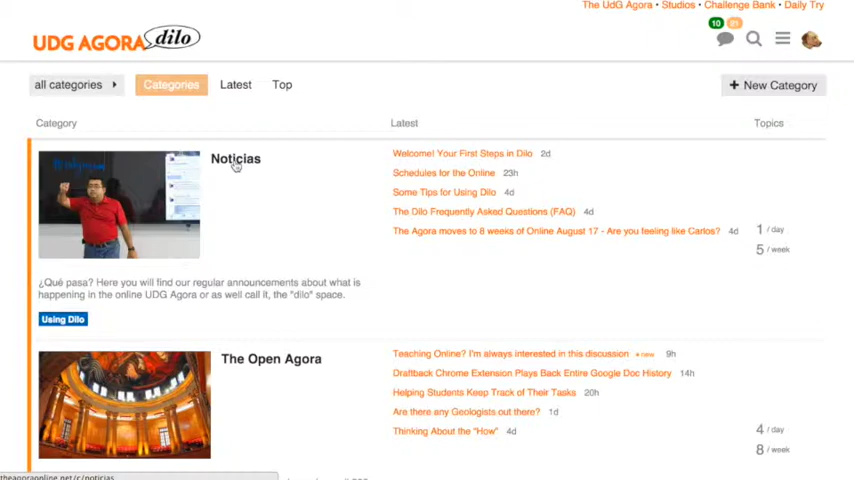 The UdG Agora • Studios • Challenge Bank • Daily Try
UDG AGORA dilo
10
all categories
Categories
Latest
Top
+ New Category
Category
Latest
Topics
Noticias
Welcome! Your First Steps in Dilo 2d
Schedules for the Online 23h
Some Tips for Using Dilo 4d
The Dilo Frequently Asked Questions (FAQ) 4d
The Agora moves to 8 weeks of Online August 17 - Are you feeling like Carlos? 4d
1 / day
5 / week
¿Qué pasa? Here you will find our regular announcements about what is
happening in the online UDG Agora or as well call it, the "dilo" space.
Using Dilo
The Open Agora
Teaching Online? I'm always interested in this discussion • new 9h
Draftback Chrome Extension Plays Back Entire Google Doc History 14h
Helping Students Keep Track of Their Tasks 20h
Are there any Geologists out there? 1d
Thinking About the “How” 4d
4 / day
8 / week
theagoraonline.net/c/noticias